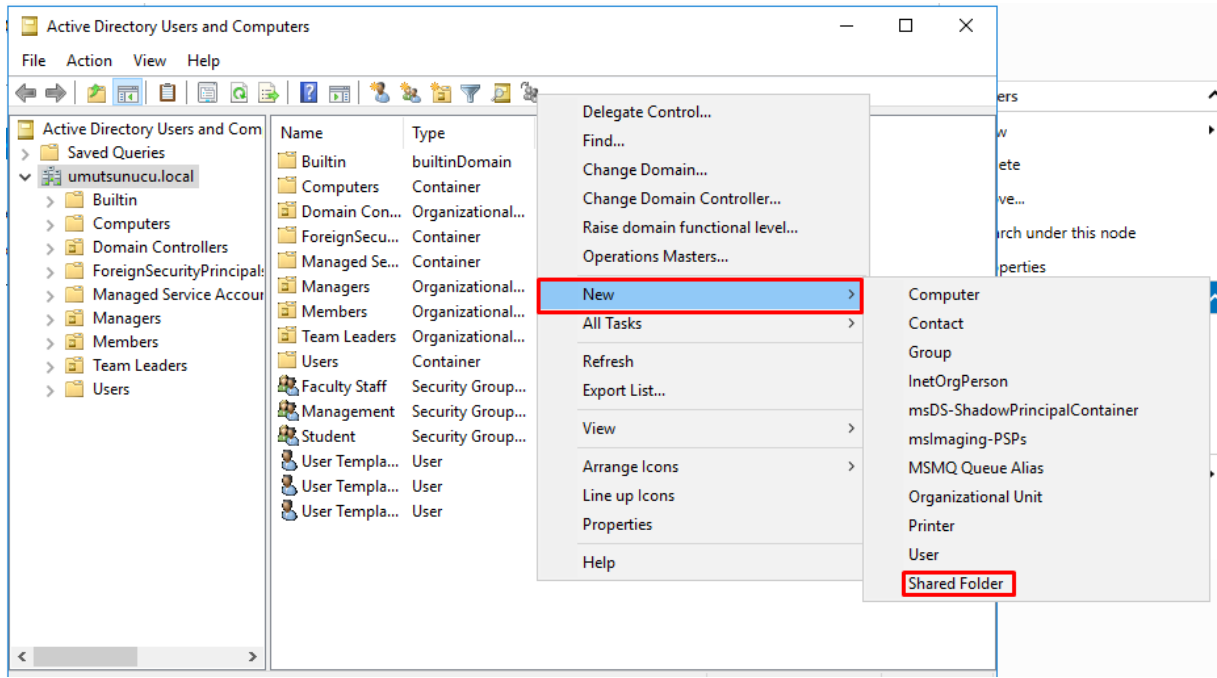 Active Directory Users and Computers
File Action View Help
Active Directory Users and Com
Saved Queries
umutsunucu.local
Builtin
Computers
Domain Controllers
ForeignSecurityPrincipals
Managed Service Accour
Managers
Members
Team Leaders
Users
Name Type
Builtin builtinDomain
Computers Container
Domain Con... Organizational...
ForeignSecu... Container
Managed Se... Container
Managers Organizational...
Members Organizational...
Team Leaders Organizational...
Users Container
Faculty Staff Security Group...
Management Security Group...
Student Security Group...
User Templa... User
User Templa... User
User Templa... User
Delegate Control...
Find...
Change Domain...
Change Domain Controller...
Raise domain functional level...
Operations Masters...
New
All Tasks
Refresh
Export List...
View
Arrange Icons
Line up Icons
Properties
Help
Computer
Contact
Group
InetOrgPerson
msDS-ShadowPrincipalContainer
msImaging-PSPs
MSMQ Queue Alias
Organizational Unit
Printer
User
Shared Folder
ers
w
ete
ve...
rch under this node
perties